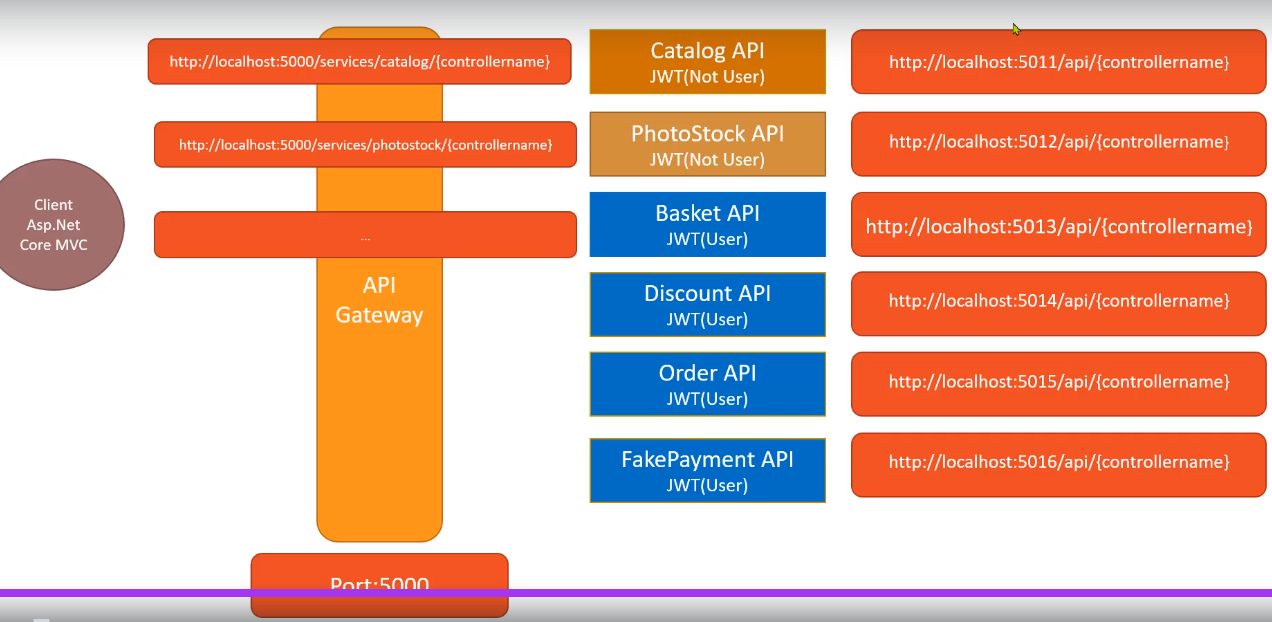 http://localhost:5000/services/catalog/{controllername}
Catalog API
JWT(Not User)
http://localhost:5011/api/{controllername}
http://localhost:5000/services/photostock/{controllername}
PhotoStock API
JWT(Not User)
http://localhost:5012/api/{controllername}
Client
Asp.Net
Core MVC
...
Basket API
JWT(User)
http://localhost:5013/api/{controllername}
API
Gateway
Discount API
JWT(User)
http://localhost:5014/api/{controllername}
Order API
JWT(User)
http://localhost:5015/api/{controllername}
FakePayment API
JWT(User)
http://localhost:5016/api/{controllername}
Port:5000